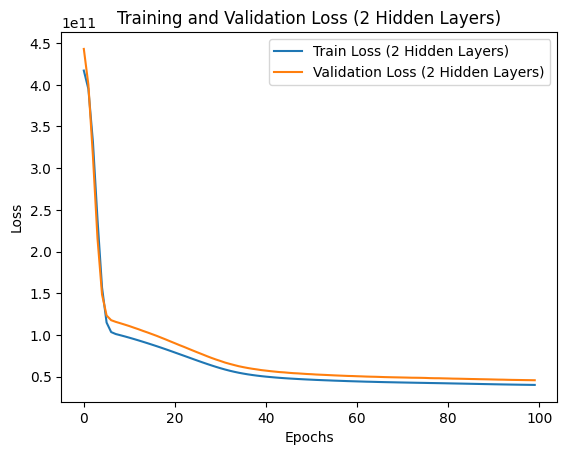 Training and Validation Loss (2 Hidden Layers)
1e11
Train Loss (2 Hidden Layers)
Validation Loss (2 Hidden Layers)
4.5
4.0
3.5
3.0
2.5
2.0
1.5
1.0
0.5
Loss
0 20 40 60 80 100
Epochs